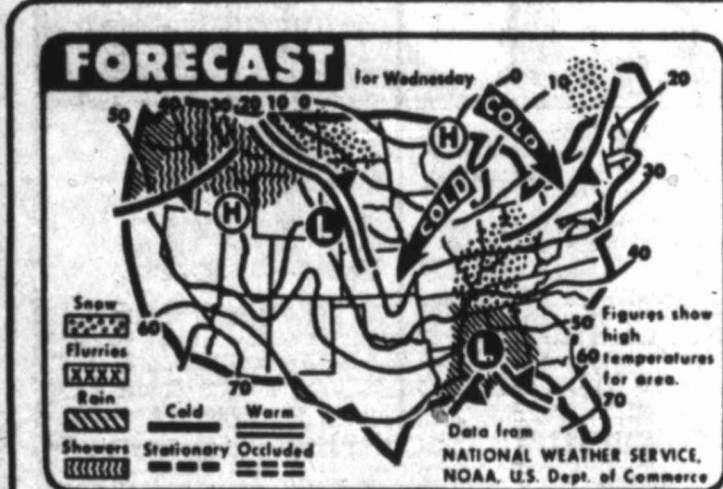 FORECAST
for Wednesday
50 40 30 20 10 0
0 10 20
30
40
50
60
70
60
70
H
H
L
L
COLD
COLD
Snow
Flurries
Rain
Showers
Cold Warm
Stationary Occluded
Figures show
high
temperatures
for area.
Data from
NATIONAL WEATHER SERVICE,
NOAA, U.S. Dept. of Commerce